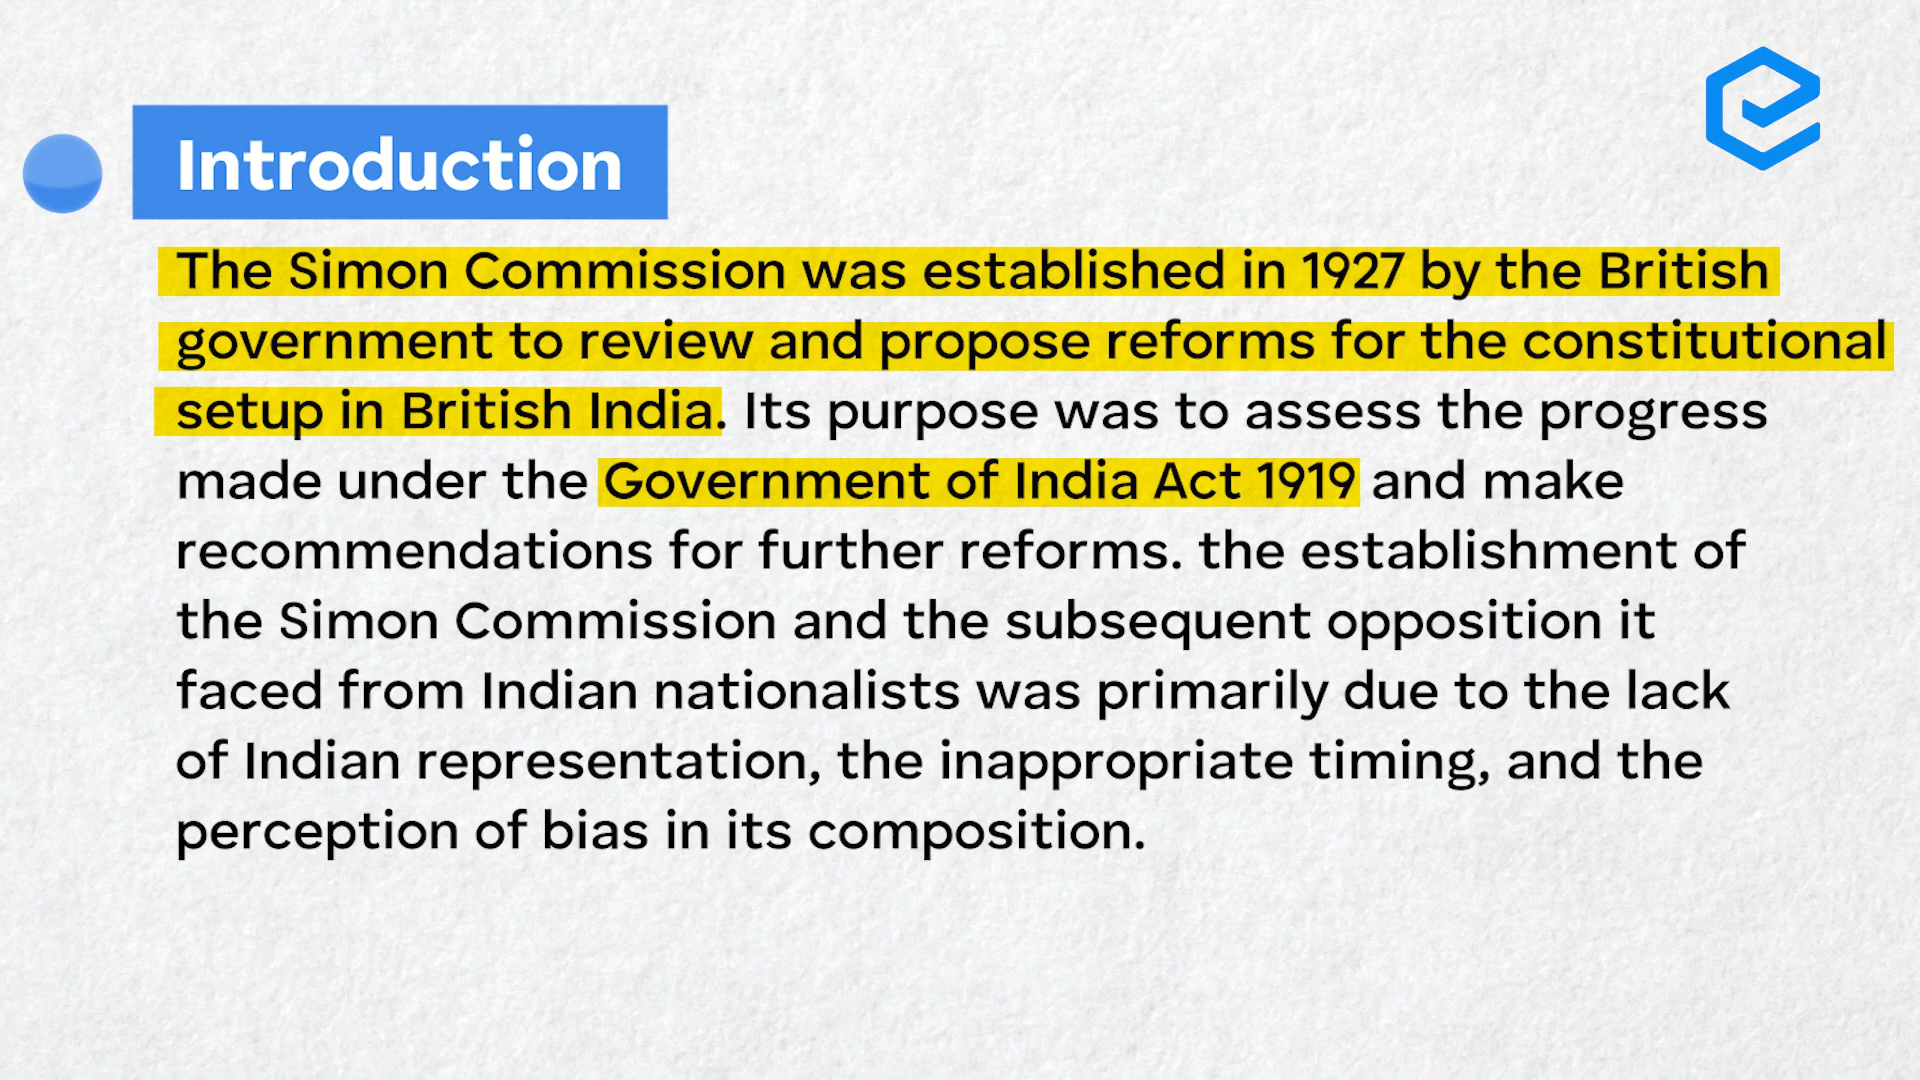 Introduction
The Simon Commission was established in 1927 by the British
government to review and propose reforms for the constitutional
setup in British India. Its purpose was to assess the progress
made under the Government of India Act 1919 and make
recommendations for further reforms. the establishment of
the Simon Commission and the subsequent opposition it
faced from Indian nationalists was primarily due to the lack
of Indian representation, the inappropriate timing, and the
perception of bias in its composition.